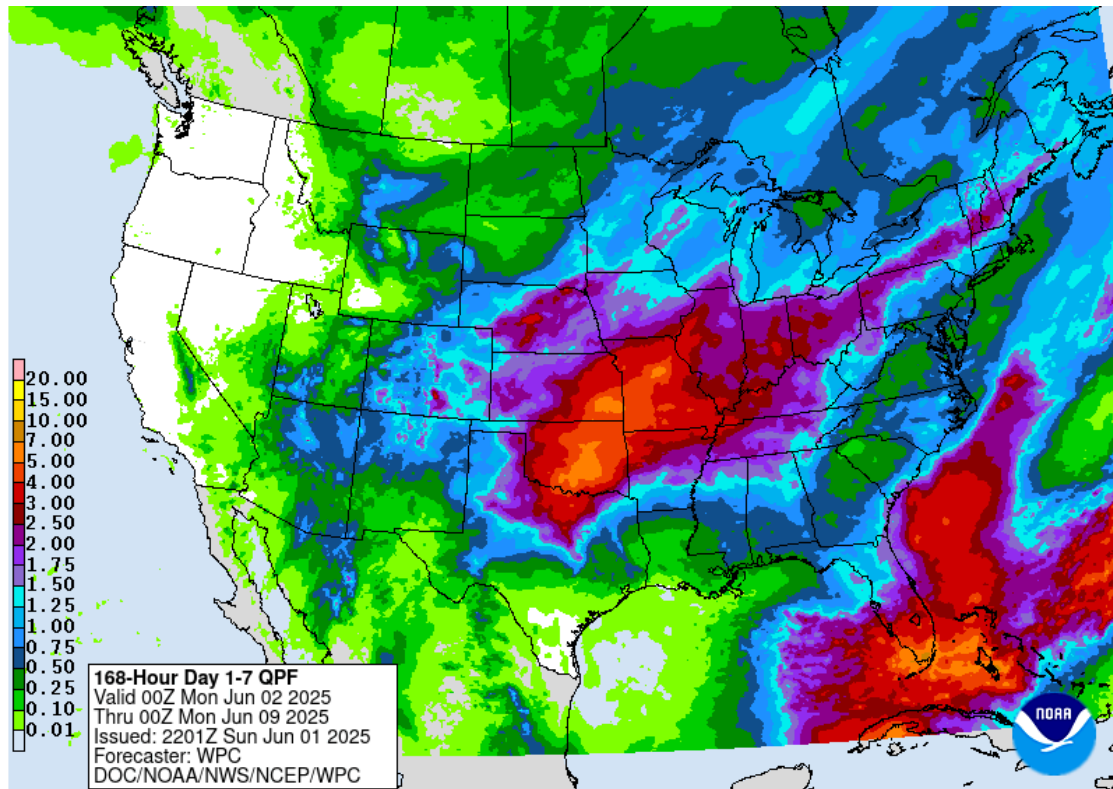 20.00
15.00
10.00
7.00
5.00
4.00
3.00
2.50
2.00
1.75
1.50
1.25
1.00
0.75
0.50
0.25
0.10
0.01
168-Hour Day 1-7 QPF
Valid 00Z Mon Jun 02 2025
Thru 00Z Mon Jun 09 2025
Issued: 2201Z Sun Jun 01 2025
Forecaster: WPC
DOC/NOAA/NWS/NCEP/WPC
NOAA